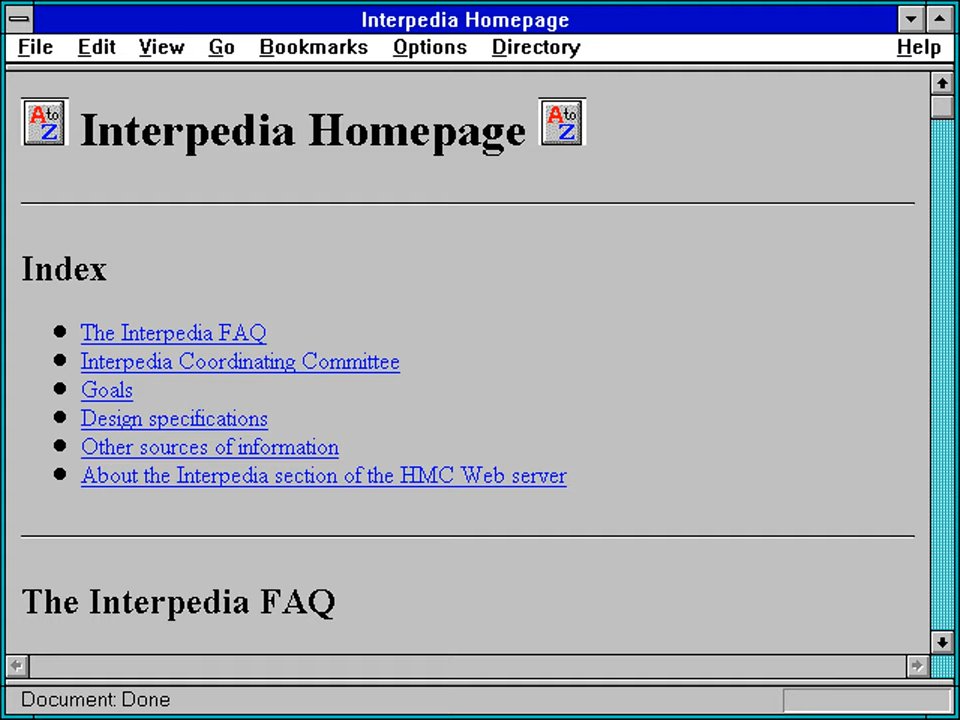 Interpedia Homepage
File Edit View Go Bookmarks Options Directory Help
A to Z Interpedia Homepage A to Z
Index
The Interpedia FAQ
Interpedia Coordinating Committee
Goals
Design specifications
Other sources of information
About the Interpedia section of the HMC Web server
The Interpedia FAQ
Document: Done